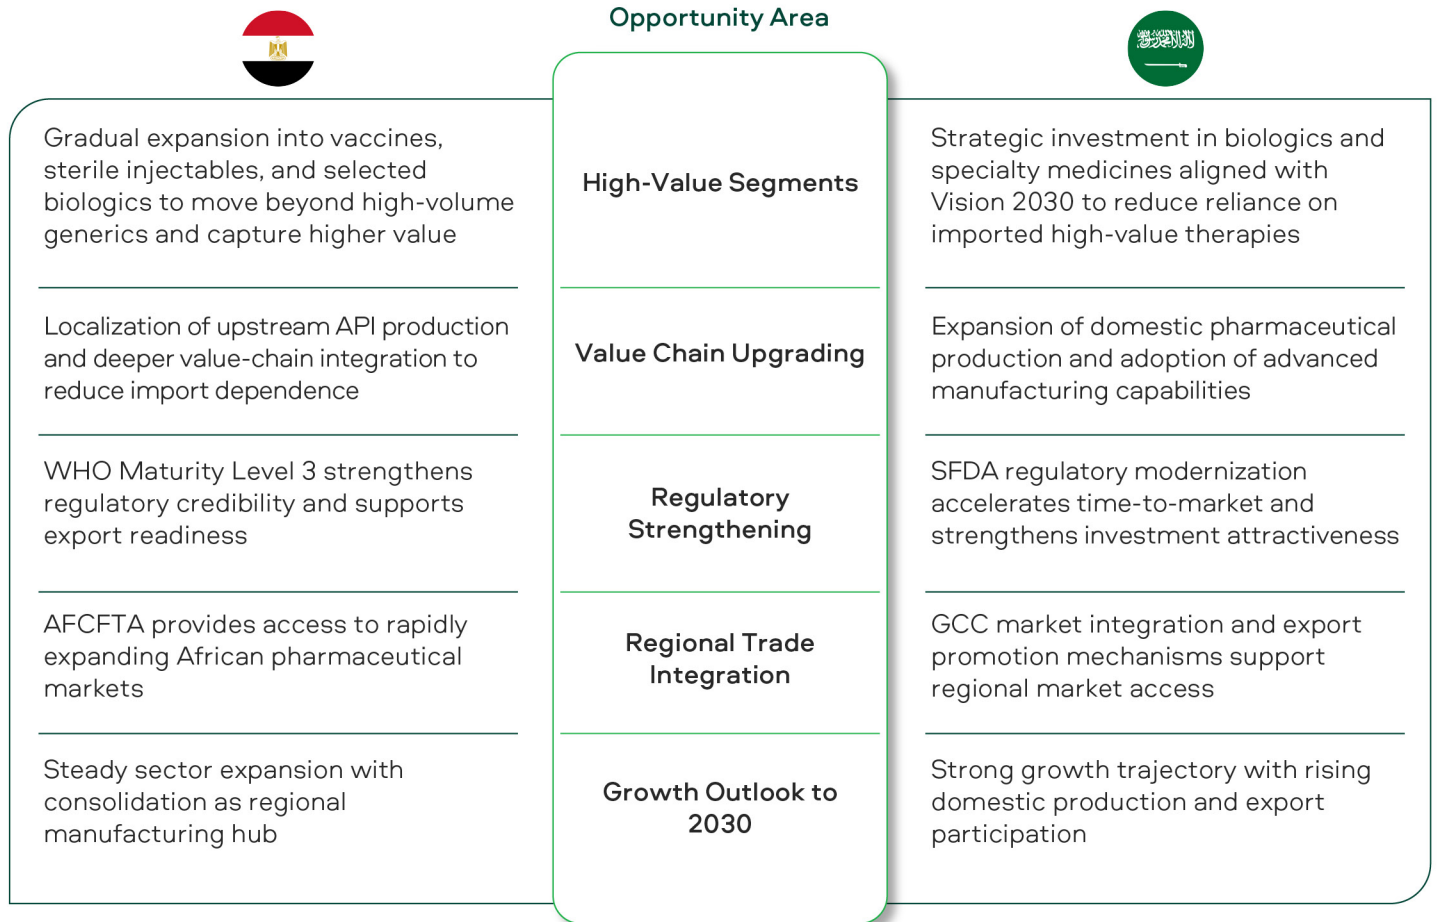 Opportunity Area
Gradual expansion into vaccines,
sterile injectables, and selected
biologics to move beyond high-volume
generics and capture higher value
High-Value Segments
Strategic investment in biologics and
specialty medicines aligned with
Vision 2030 to reduce reliance on
imported high-value therapies
Localization of upstream API production
and deeper value-chain integration to
reduce import dependence
Value Chain Upgrading
Expansion of domestic pharmaceutical
production and adoption of advanced
manufacturing capabilities
WHO Maturity Level 3 strengthens
regulatory credibility and supports
export readiness
Regulatory
Strengthening
SFDA regulatory modernization
accelerates time-to-market and
strengthens investment attractiveness
AFCFTA provides access to rapidly
expanding African pharmaceutical
markets
Regional Trade
Integration
GCC market integration and export
promotion mechanisms support
regional market access
Steady sector expansion with
consolidation as regional
manufacturing hub
Growth Outlook to
2030
Strong growth trajectory with rising
domestic production and export
participation